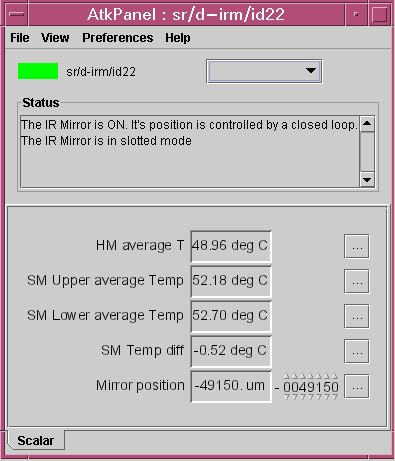 AtkPanel : sr/d-irm/id22
File View Preferences Help
sr/d-irm/id22
Status
The IR Mirror is ON. It's position is controlled by a closed loop.
The IR Mirror is in slotted mode
HM average T 48.96 deg C ...
SM Upper average Temp 52.18 deg C ...
SM Lower average Temp 52.70 deg C ...
SM Temp diff -0.52 deg C ...
Mirror position -49150. um -0049150 ...
Scalar